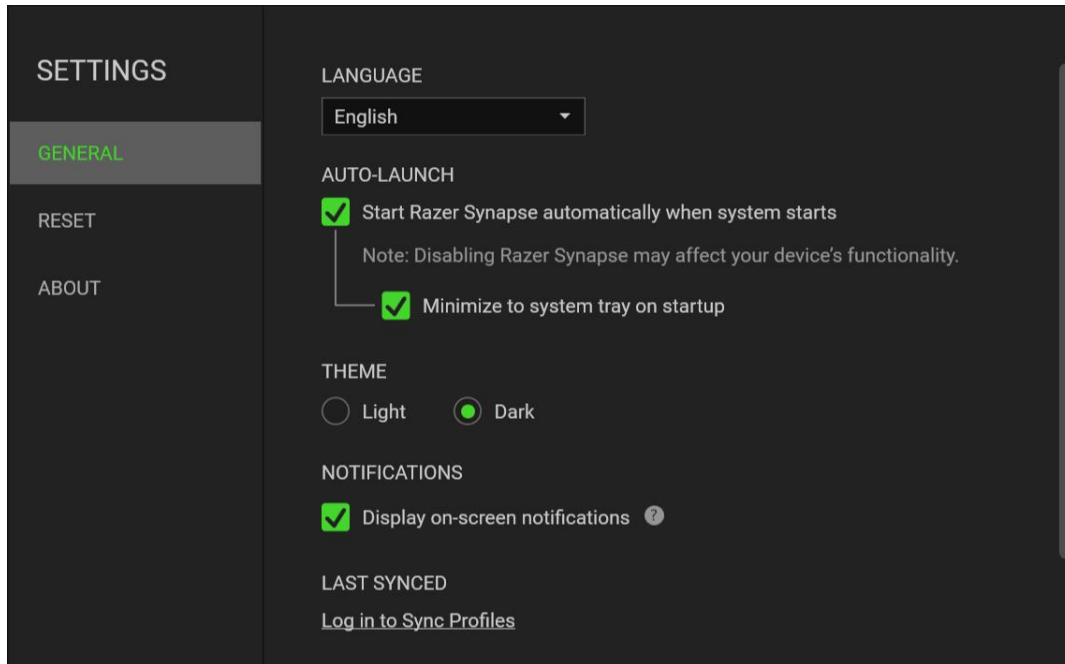 SETTINGS
GENERAL
RESET
ABOUT
LANGUAGE
English
AUTO-LAUNCH
Start Razer Synapse automatically when system starts
Note: Disabling Razer Synapse may affect your device’s functionality.
Minimize to system tray on startup
THEME
Light Dark
NOTIFICATIONS
Display on-screen notifications ?
LAST SYNCED
Log in to Sync Profiles